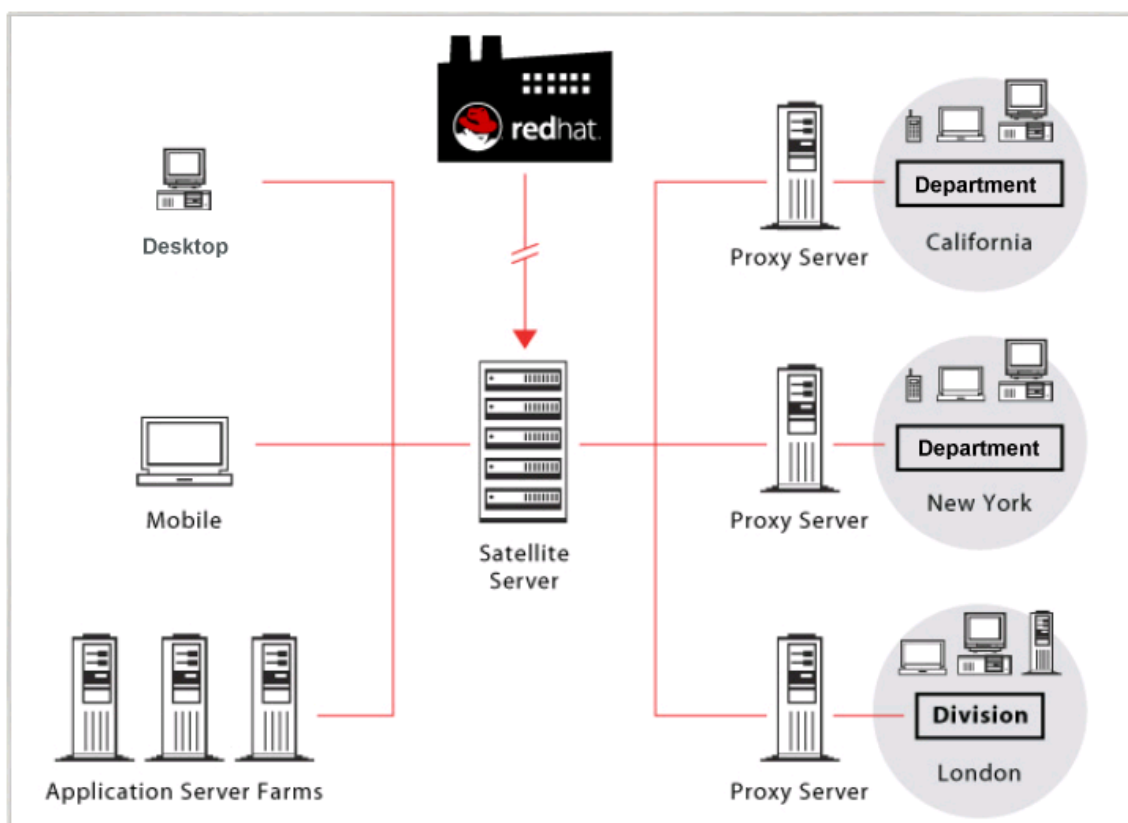 redhat.
Desktop
Mobile
Application Server Farms
Satellite
Server
Proxy Server
Department
California
Proxy Server
Department
New York
Proxy Server
Division
London